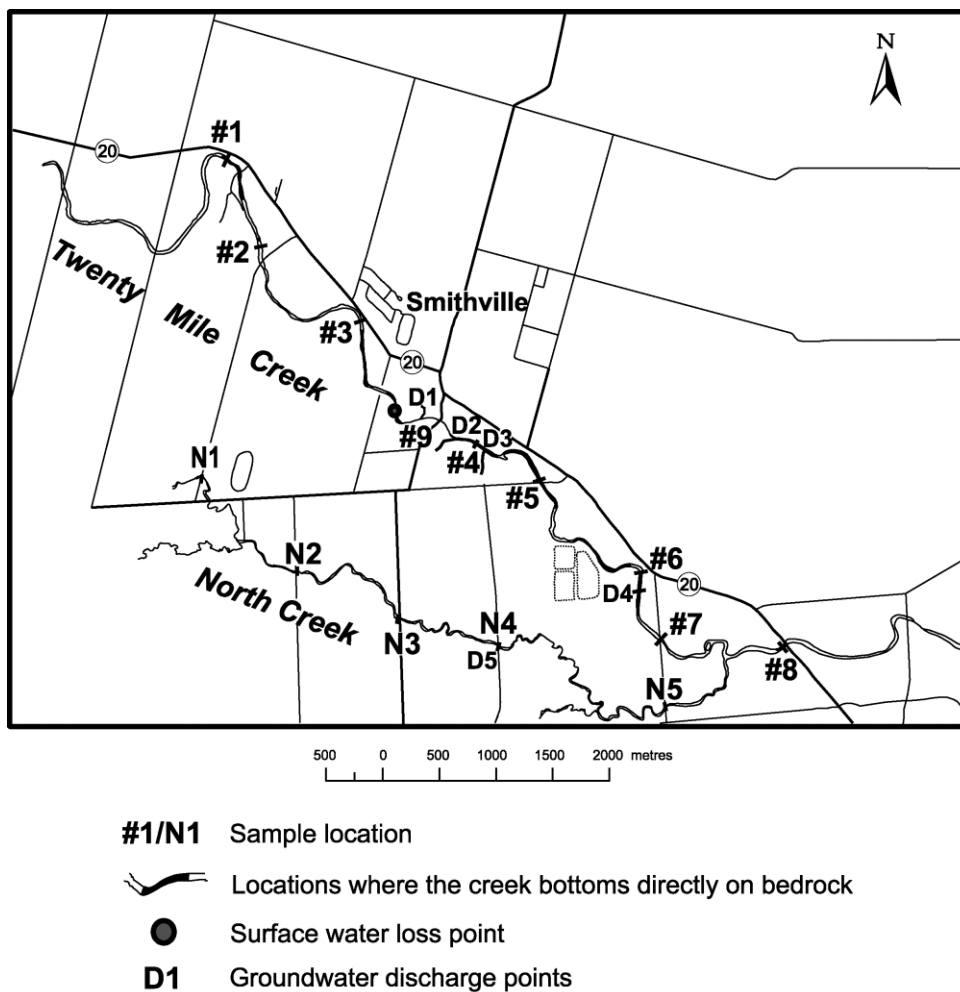 N
#1
20
#2
Twenty
Mile
Creek
#3
Smithville
20
D1
#9
D2
D3
#4
#5
N1
N2
North Creek
N3
N4
D5
#6
D4
20
#7
#8
N5
500 0 500 1000 1500 2000 metres
#1/N1 Sample location
Locations where the creek bottoms directly on bedrock
Surface water loss point
D1 Groundwater discharge points